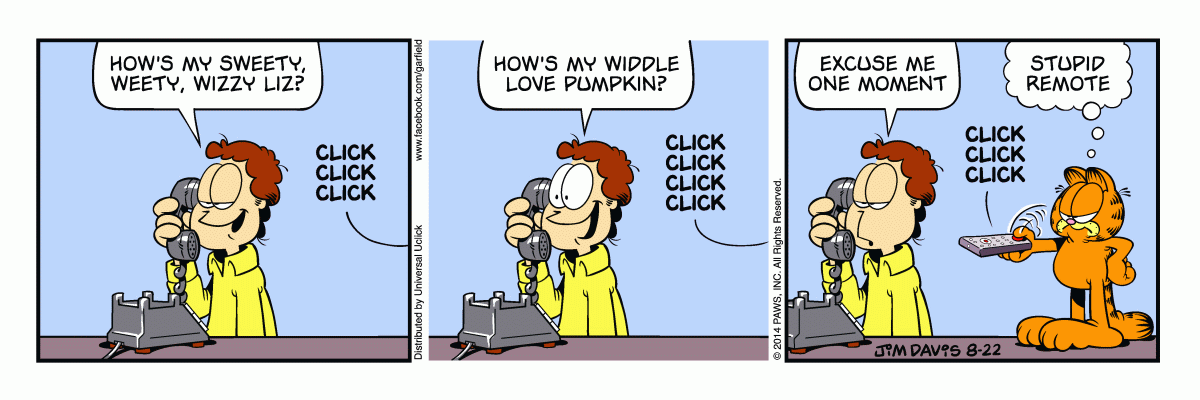 HOW'S MY SWEETY,
WEETY, WIZZY LIZ?
CLICK
CLICK
CLICK
www.facebook.com/garfield
Distributed by Universal Uclick
HOW'S MY WIDDLE
LOVE PUMPKIN?
CLICK
CLICK
CLICK
CLICK
© 2014 PAWS, INC. All Rights Reserved.
EXCUSE ME
ONE MOMENT
STUPID
REMOTE
CLICK
CLICK
CLICK
JIM DAVIS 8-22